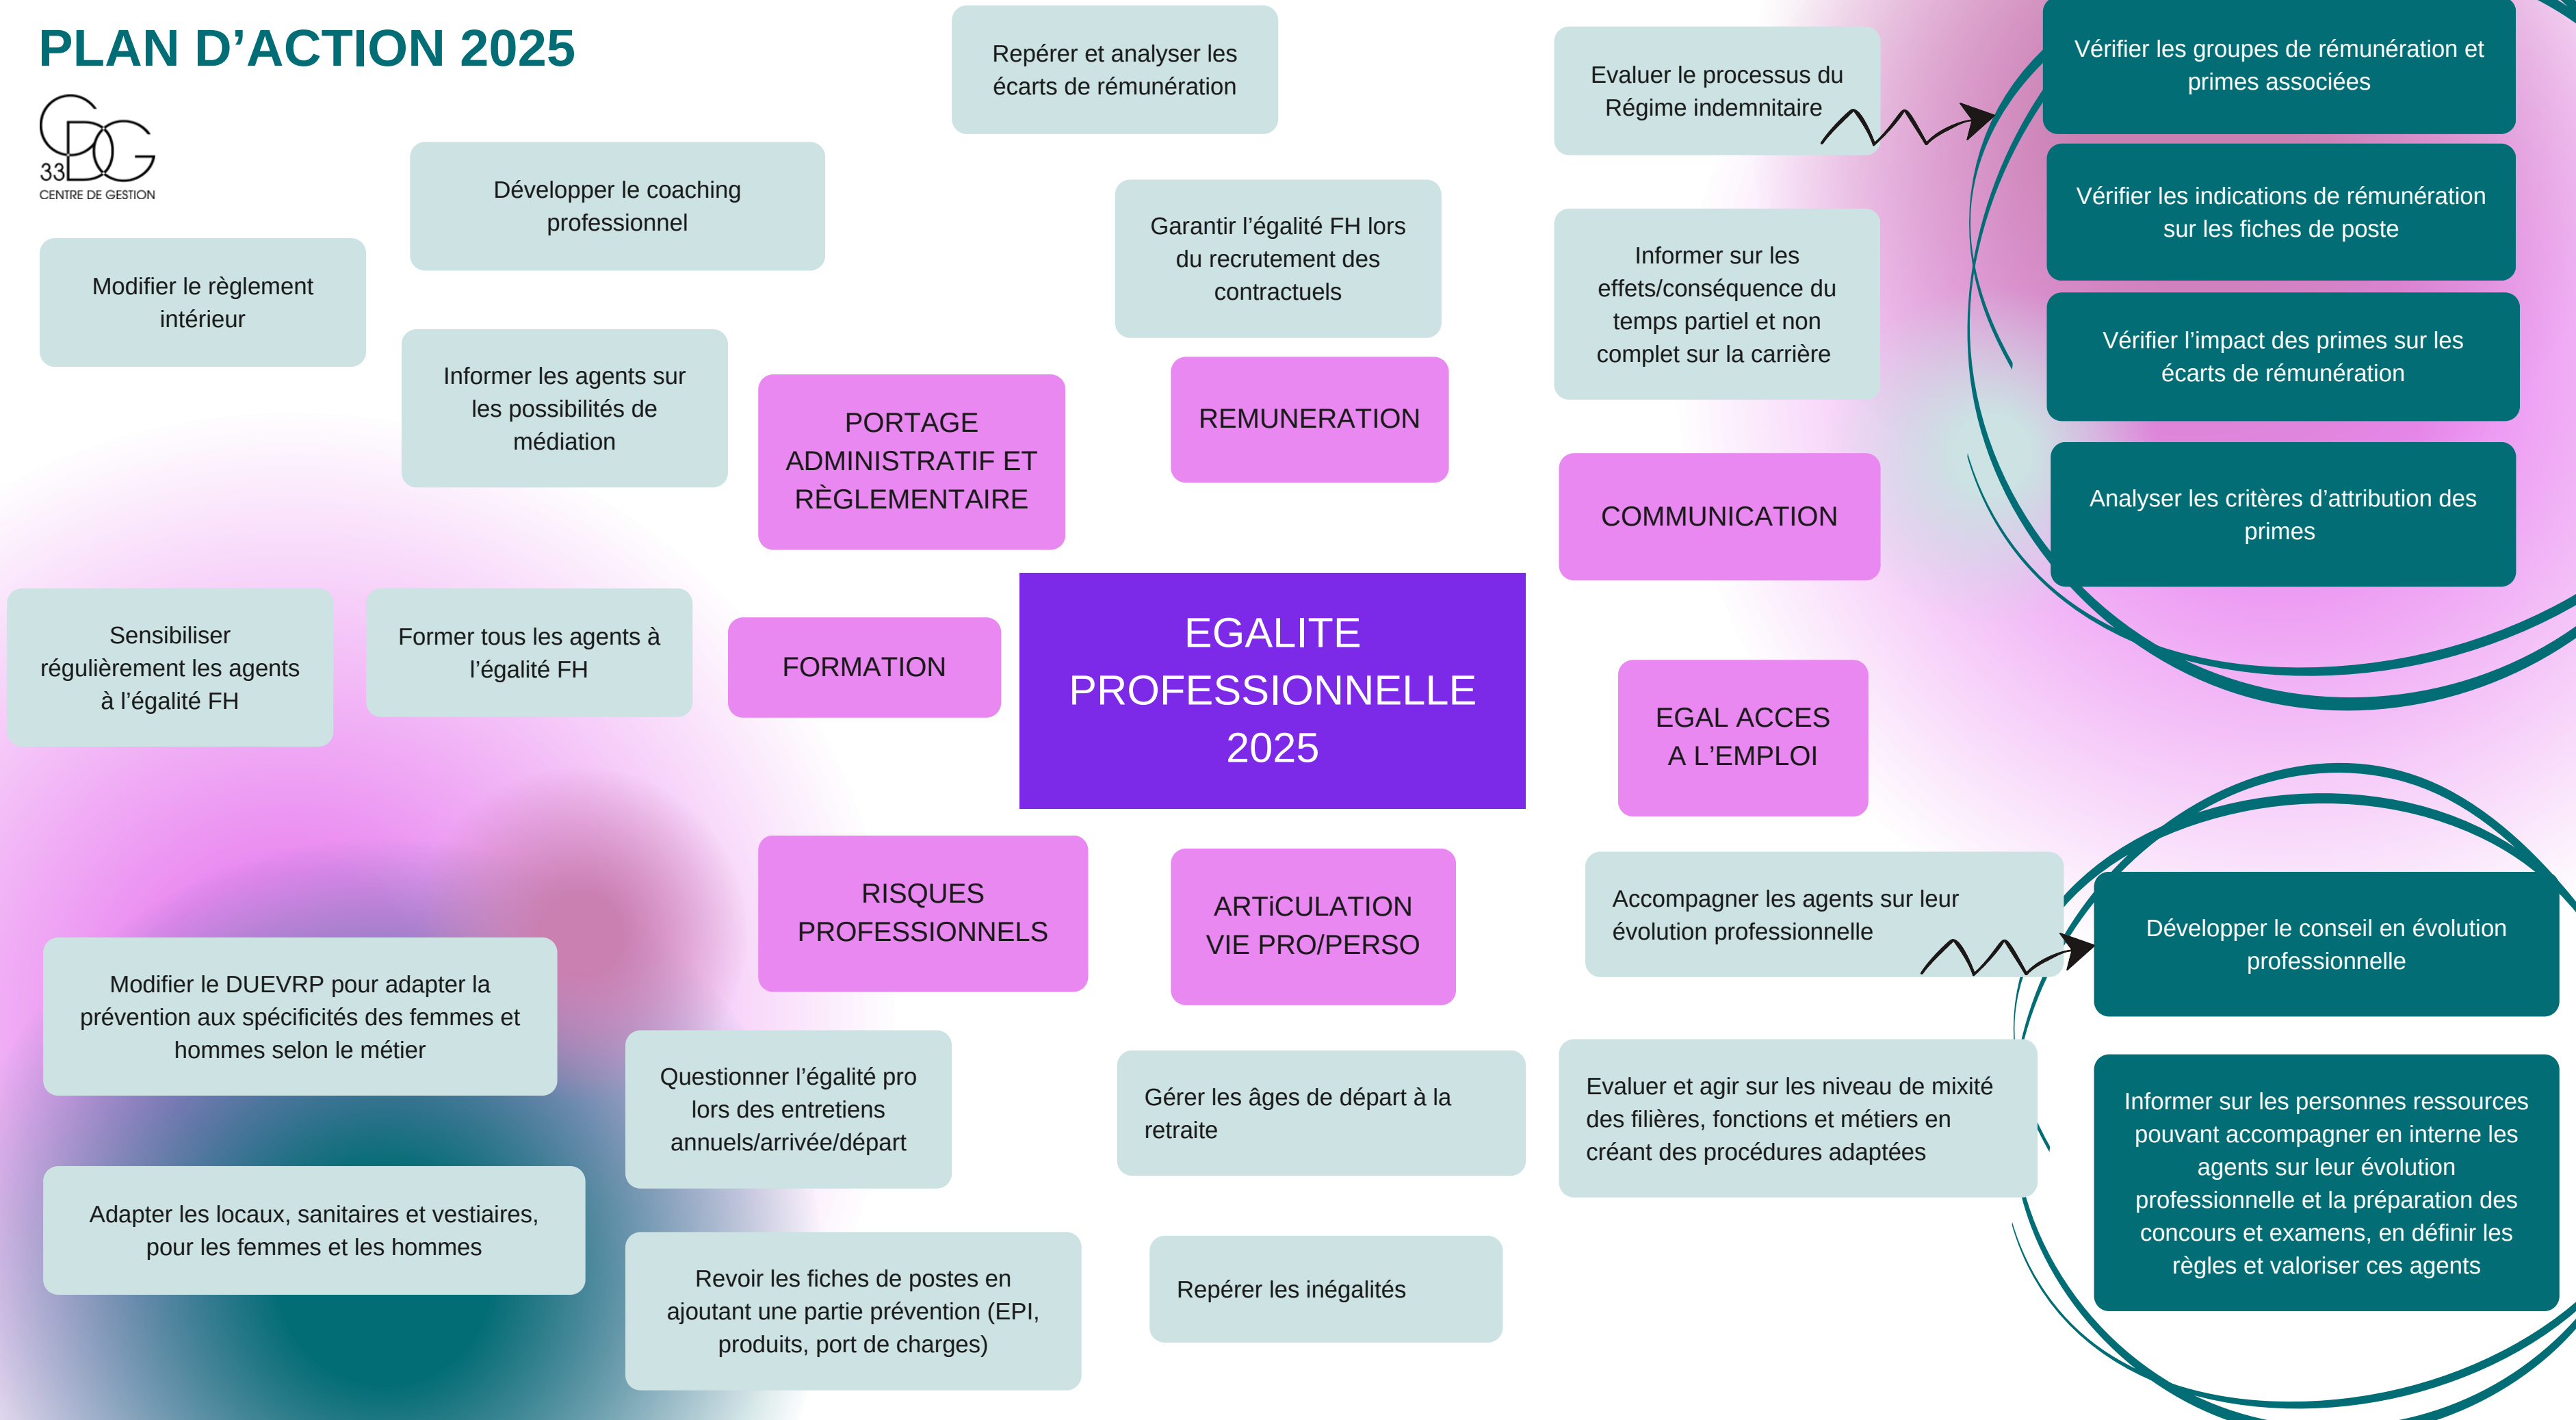 PLAN D’ACTION 2025
33
CDG
CENTRE DE GESTION
Repérer et analyser les
écarts de rémunération
Développer le coaching
professionnel
Modifier le règlement
intérieur
Informer les agents sur
les possibilités de
médiation
PORTAGE
ADMINISTRATIF ET
RÈGLEMENTAIRE
Garantir l’égalité FH lors
du recrutement des
contractuels
REMUNERATION
Evaluer le processus du
Régime indemnitaire
Informer sur les
effets/conséquence du
temps partiel et non
complet sur la carrière
COMMUNICATION
Vérifier les groupes de rémunération et
primes associées
Vérifier les indications de rémunération
sur les fiches de poste
Vérifier l’impact des primes sur les
écarts de rémunération
Analyser les critères d’attribution des
primes
Sensibiliser
régulièrement les agents
à l’égalité FH
Former tous les agents à
l’égalité FH
FORMATION
EGALITE
PROFESSIONNELLE
2025
EGAL ACCES
A L’EMPLOI
RISQUES
PROFESSIONNELS
ARTiCULATION
VIE PRO/PERSO
Accompagner les agents sur leur
évolution professionnelle
Développer le conseil en évolution
professionnelle
Modifier le DUEVRP pour adapter la
prévention aux spécificités des femmes et
hommes selon le métier
Questionner l’égalité pro
lors des entretiens
annuels/arrivée/départ
Gérer les âges de départ à la
retraite
Evaluer et agir sur les niveau de mixité
des filières, fonctions et métiers en
créant des procédures adaptées
Informer sur les personnes ressources
pouvant accompagner en interne les
agents sur leur évolution
professionnelle et la préparation des
concours et examens, en définir les
règles et valoriser ces agents
Adapter les locaux, sanitaires et vestiaires,
pour les femmes et les hommes
Revoir les fiches de postes en
ajoutant une partie prévention (EPI,
produits, port de charges)
Repérer les inégalités